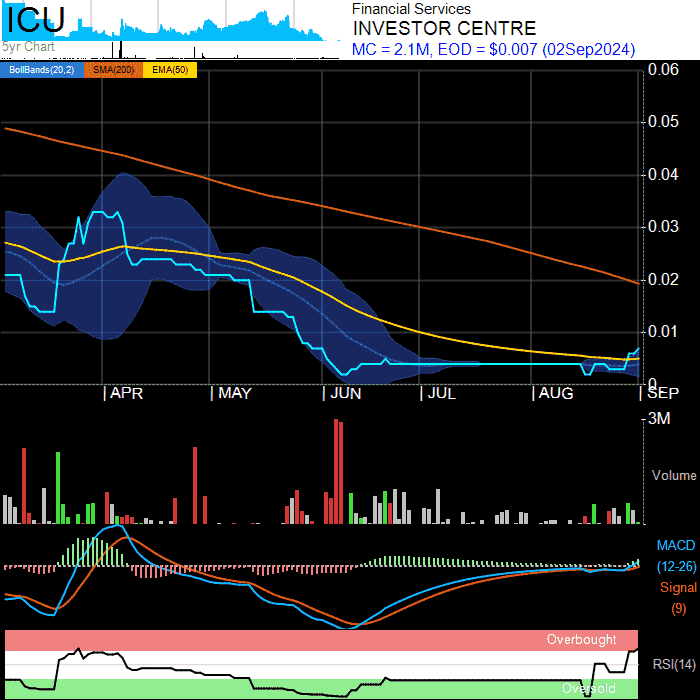 ICU
5yr Chart
Financial Services
INVESTOR CENTRE
MC = 2.1M, EOD = $0.007 (02Sep2024)
BollBands(20,2) SMA(200) EMA(50)
0.06
0.05
0.04
0.03
0.02
0.01
0
APR MAY JUN JUL AUG SEP
3M
Volume
MACD
(12-26)
Signal
(9)
Overbought
RSI(14)
Oversold